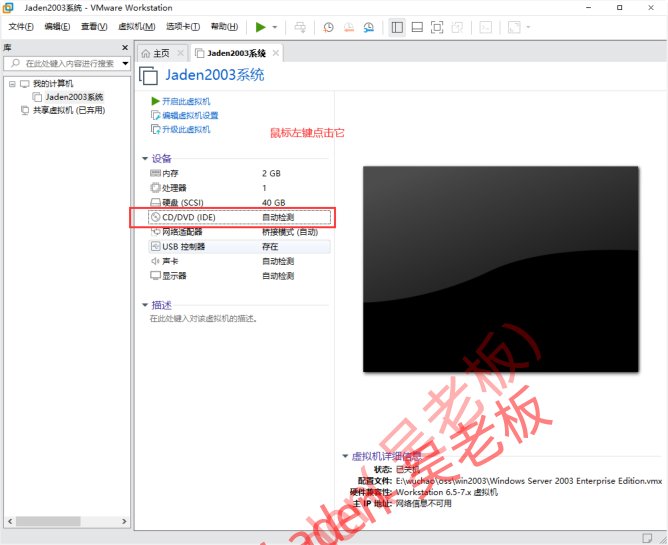 Jaden2003系统 - VMware Workstation
文件(F) 编辑(E) 查看(V) 虚拟机(M) 选项卡(T) 帮助(H)
库
在此处键入内容进行搜索
我的计算机
Jaden2003系统
共享虚拟机 (已弃用)
主页
Jaden2003系统
Jaden2003系统
开启此虚拟机
编辑虚拟机设置
升级此虚拟机
鼠标左键点击它
设备
内存 2 GB
处理器 1
硬盘 (SCSI) 40 GB
CD/DVD (IDE) 自动检测
网络适配器 桥接模式 (自动)
USB 控制器 存在
声卡 自动检测
显示器 自动检测
描述
在此处键入对该虚拟机的描述。
虚拟机详细信息
状态: 已关机
配置文件: E:\wuchao\oss\win2003\Windows Server 2003 Enterprise Edition.vmx
硬件兼容性: Workstation 6.5-7.x 虚拟机
主 IP 地址: 网络信息不可用
吴老板)
Jaden 吴老板